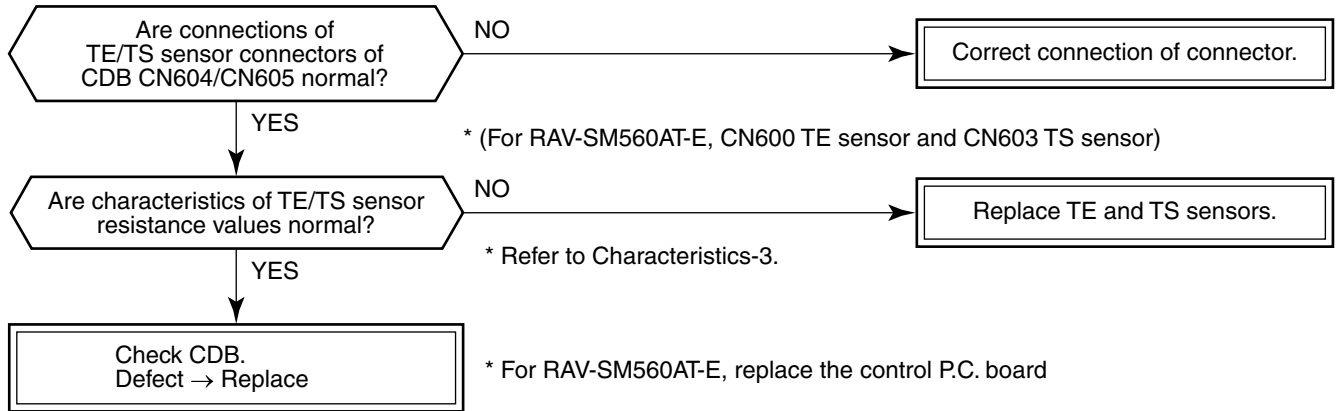 Are connections of
TE/TS sensor connectors of
CDB CN604/CN605 normal?
NO
Correct connection of connector.
YES
* (For RAV-SM560AT-E, CN600 TE sensor and CN603 TS sensor)
Are characteristics of TE/TS sensor
resistance values normal?
NO
Replace TE and TS sensors.
* Refer to Characteristics-3.
YES
Check CDB.
Defect → Replace
* For RAV-SM560AT-E, replace the control P.C. board